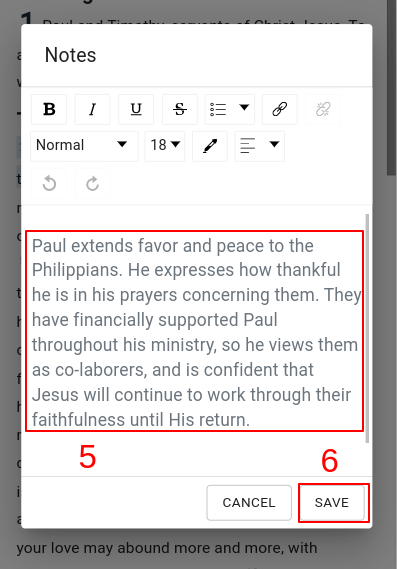 1 Paul and Timothy, servants of Christ Jesus. To
Notes
B I U S
Normal 18
Paul extends favor and peace to the
Philippians. He expresses how thankful
he is in his prayers concerning them. They
have financially supported Paul
throughout his ministry, so he views them
as co-laborers, and is confident that
Jesus will continue to work through their
faithfulness until His return.
5
6
CANCEL SAVE
your love may abound more and more, with